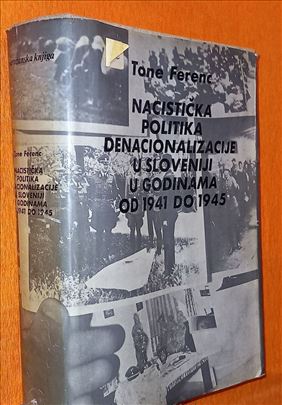 Tone Ferenc
NACISTIČKA
POLITIKA
DENACIONALIZACIJE
U SLOVENIJI
U GODINAMA
OD 1941 DO 1945
knjiga
Tone Ferenc
NACISTIČKA
POLITIKA
DENACIONALIZACIJE
U SLOVENIJI
U GODINAMA
OD 1941 DO 1945